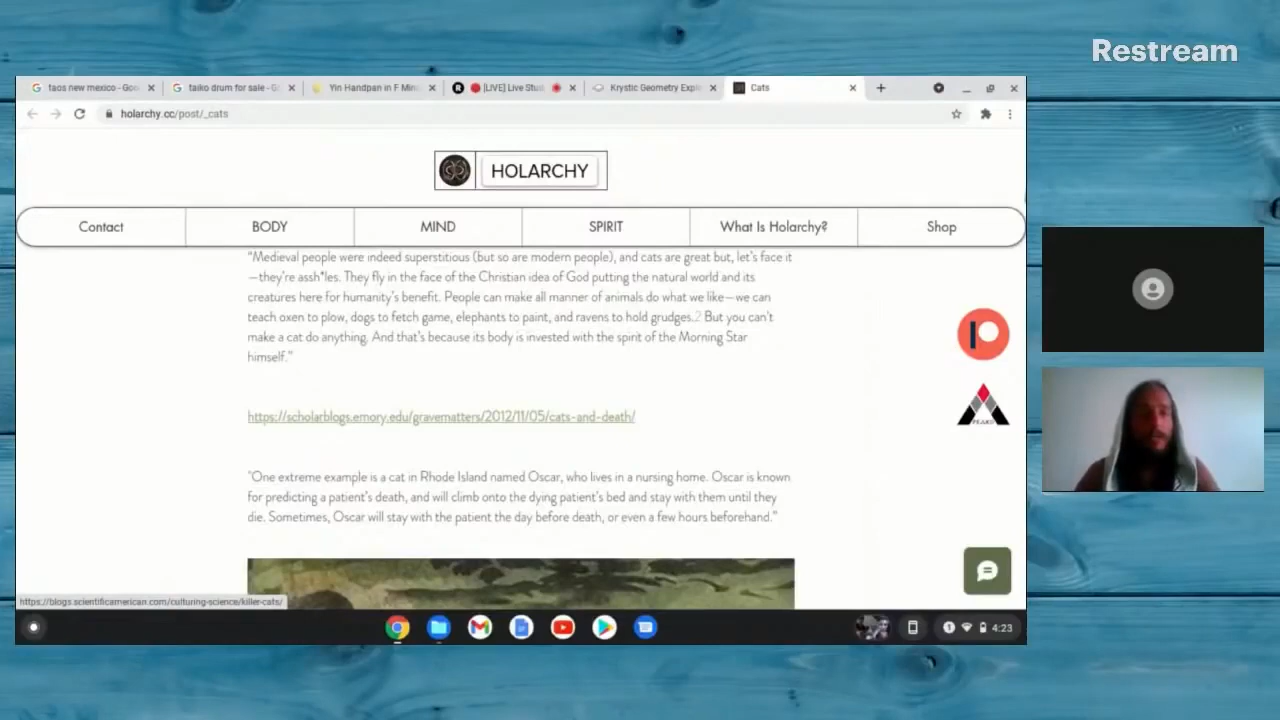 Restream
taos new mexico - Goo
taiko drum for sale - G
Yin Handpan in F Min
[LIVE] Live Stud
Krystic Geometry Expl
Cats
holarchy.cc/post/_cats
HOLARCHY
Contact
BODY
MIND
SPIRIT
What Is Holarchy?
Shop
“Medieval people were indeed superstitious (but so are modern people), and cats are great but, let’s face it
—they’re assh*les. They fly in the face of the Christian idea of God putting the natural world and its
creatures here for humanity’s benefit. People can make all manner of animals do what we like—we can
teach oxen to plow, dogs to fetch game, elephants to paint, and ravens to hold grudges.2 But you can’t
make a cat do anything. And that’s because its body is invested with the spirit of the Morning Star
himself.”
https://scholarblogs.emory.edu/gravematters/2012/11/05/cats-and-death/
"One extreme example is a cat in Rhode Island named Oscar, who lives in a nursing home. Oscar is known
for predicting a patient’s death, and will climb onto the dying patient’s bed and stay with them until they
die. Sometimes, Oscar will stay with the patient the day before death, or even a few hours beforehand.”
https://blogs.scientificamerican.com/culturing-science/killer-cats/
1
4:23